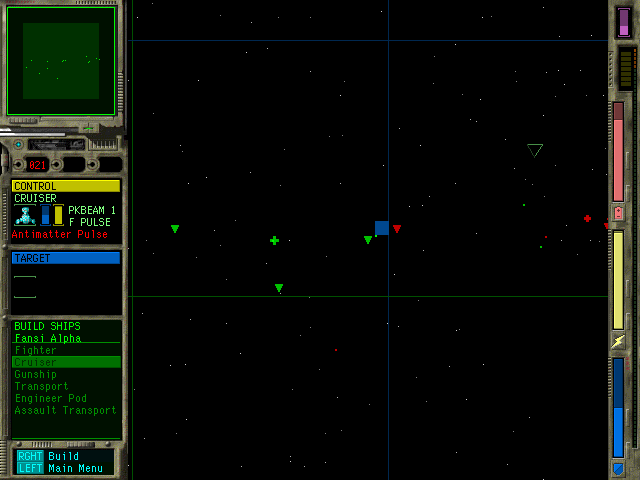 021
CONTROL
CRUISER
PKBEAM 1
F PULSE
Antimatter Pulse
TARGET
BUILD SHIPS
Fansi Alpha
Fighter
Cruiser
Gunship
Transport
Engineer Pod
Assault Transport
RGHT Build
LEFT Main Menu